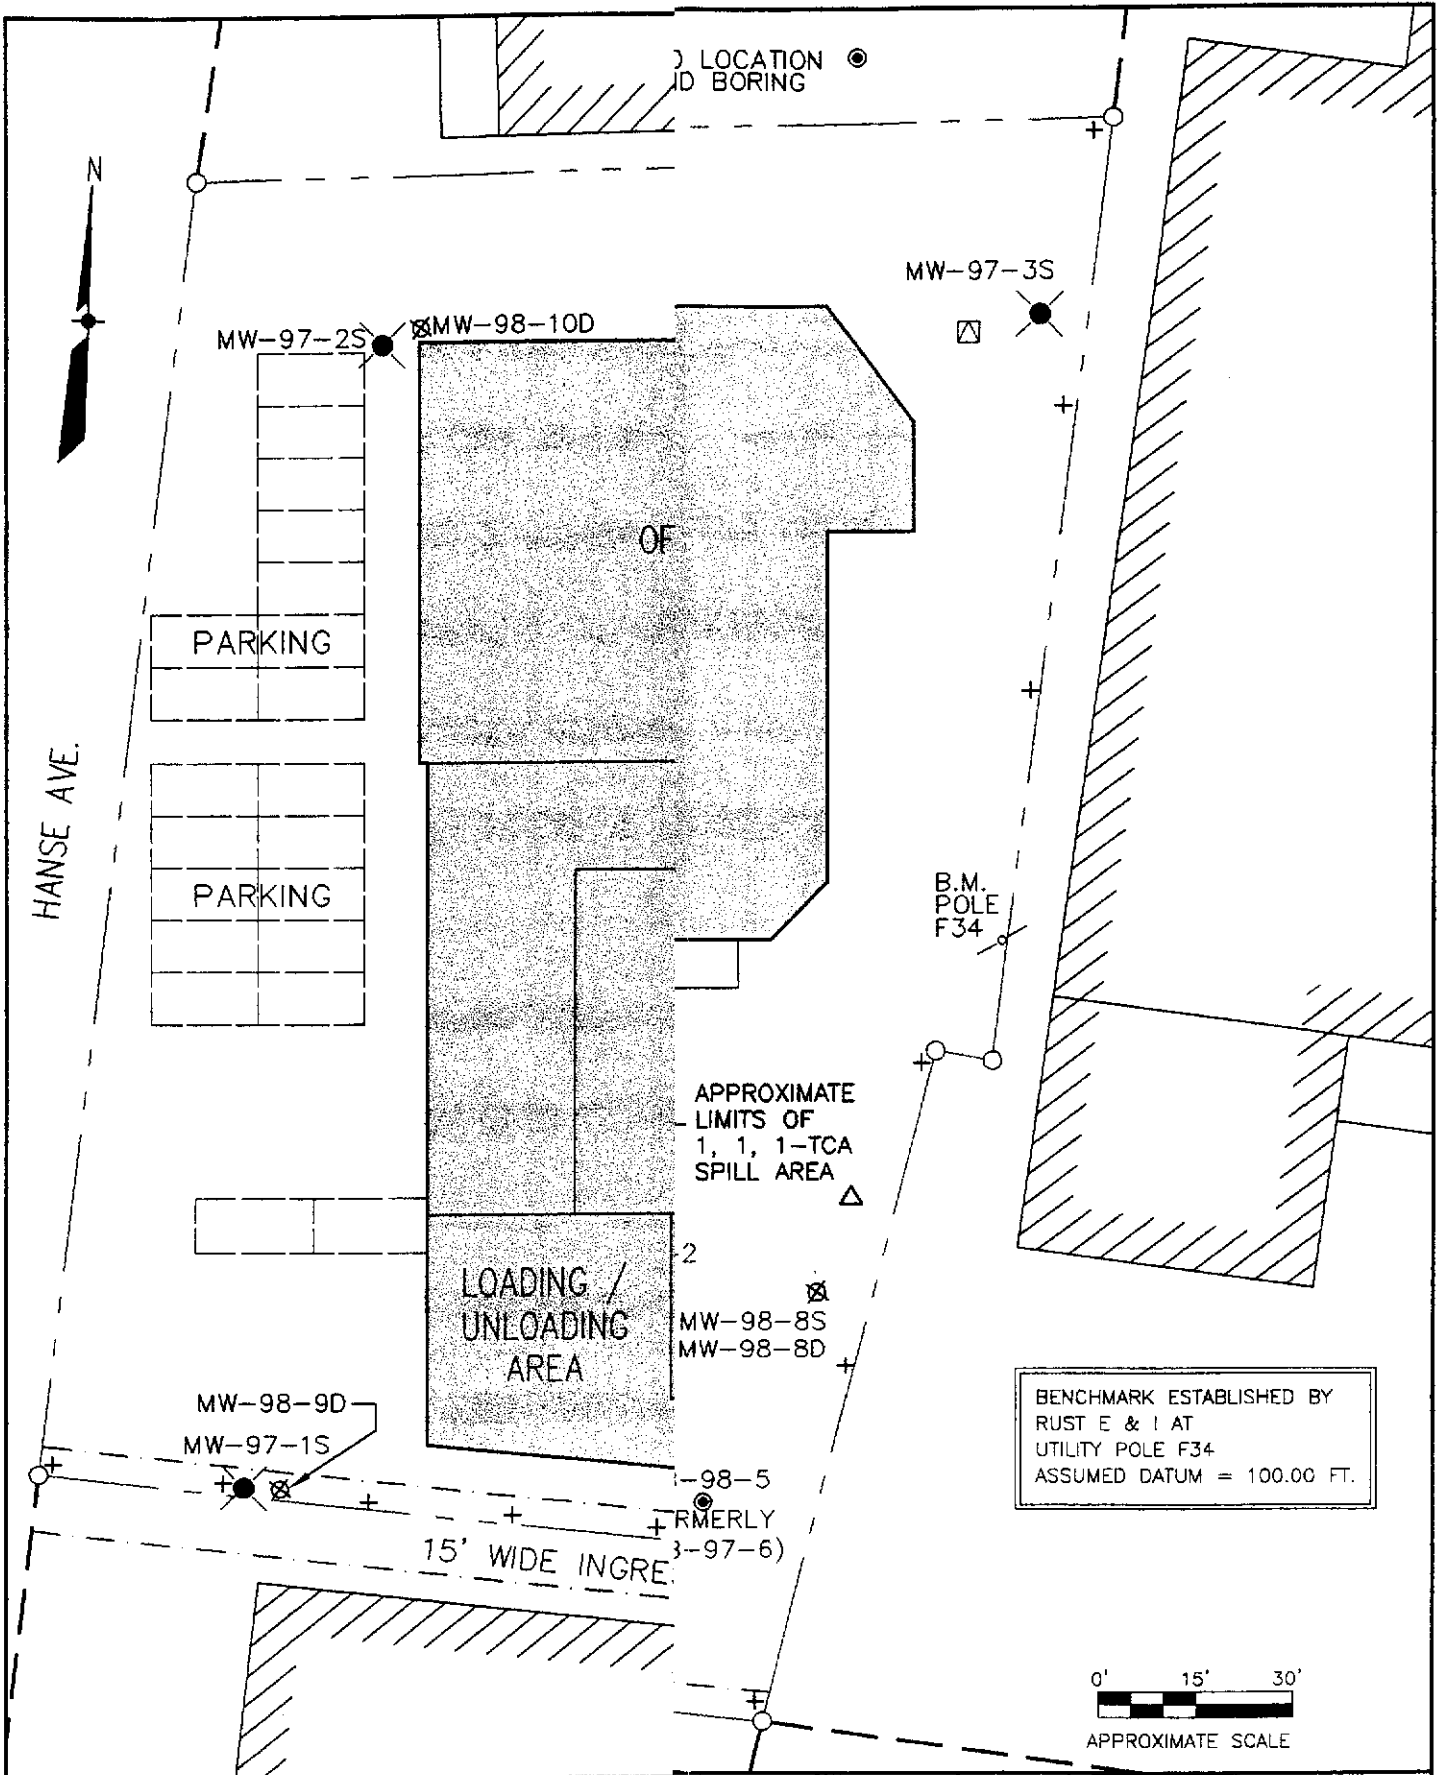 LOCATION
BORING
N
MW-97-3S
MW-97-2S
MW-98-10D
OF
PARKING
HANSE AVE.
PARKING
B.M.
POLE
F34
APPROXIMATE
LIMITS OF
1, 1, 1-TCA
SPILL AREA
2
LOADING /
UNLOADING
AREA
MW-98-8S
MW-98-8D
MW-98-9D
MW-97-1S
BENCHMARK ESTABLISHED BY
RUST E & I AT
UTILITY POLE F34
ASSUMED DATUM = 100.00 FT.
-98-5
RMERLY
-97-6)
15' WIDE INGRE
0' 15' 30'
APPROXIMATE SCALE